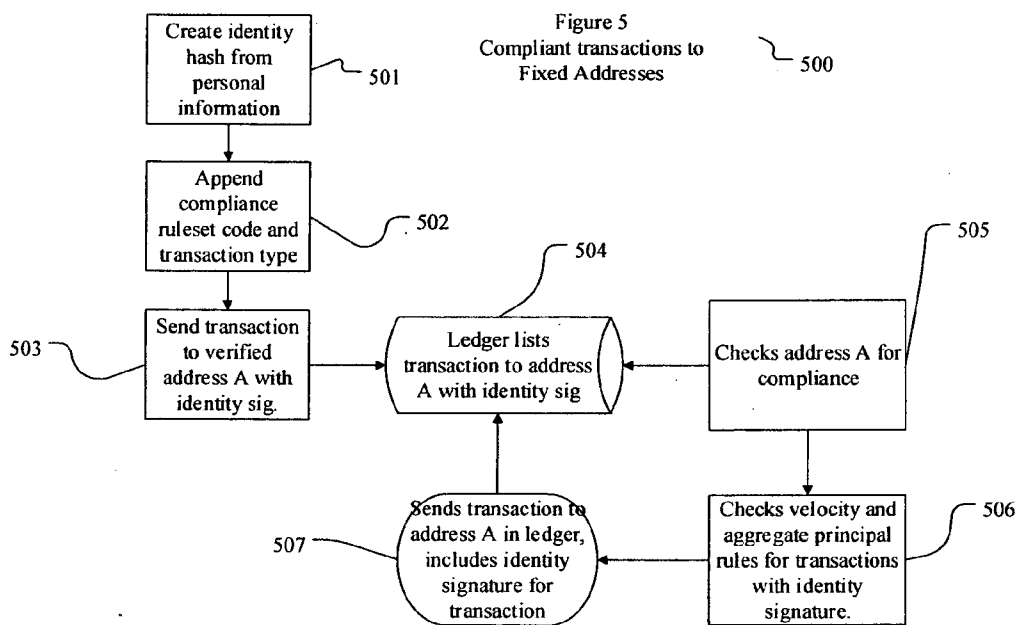 Figure 5
Compliant transactions to
Fixed Addresses
500
Create identity
hash from
personal
information
501
Append
compliance
ruleset code and
transaction type
502
503
Send transaction
to verified
address A with
identity sig.
504
Ledger lists
transaction to address
A with identity sig
505
Checks address A for
compliance
506
Checks velocity and
aggregate principal
rules for transactions
with identity
signature.
507
Sends transaction to
address A in ledger,
includes identity
signature for
transaction